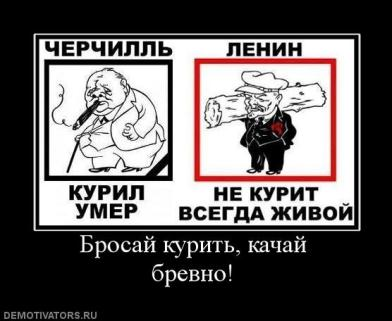 ЧЕРЧИЛЛЬ
ЛЕНИН
КУРИЛ
УМЕР
НЕ КУРИТ
ВСЕГДА ЖИВОЙ
Бросай курить, качай
бревно!
DEMOTIVATORS.RU